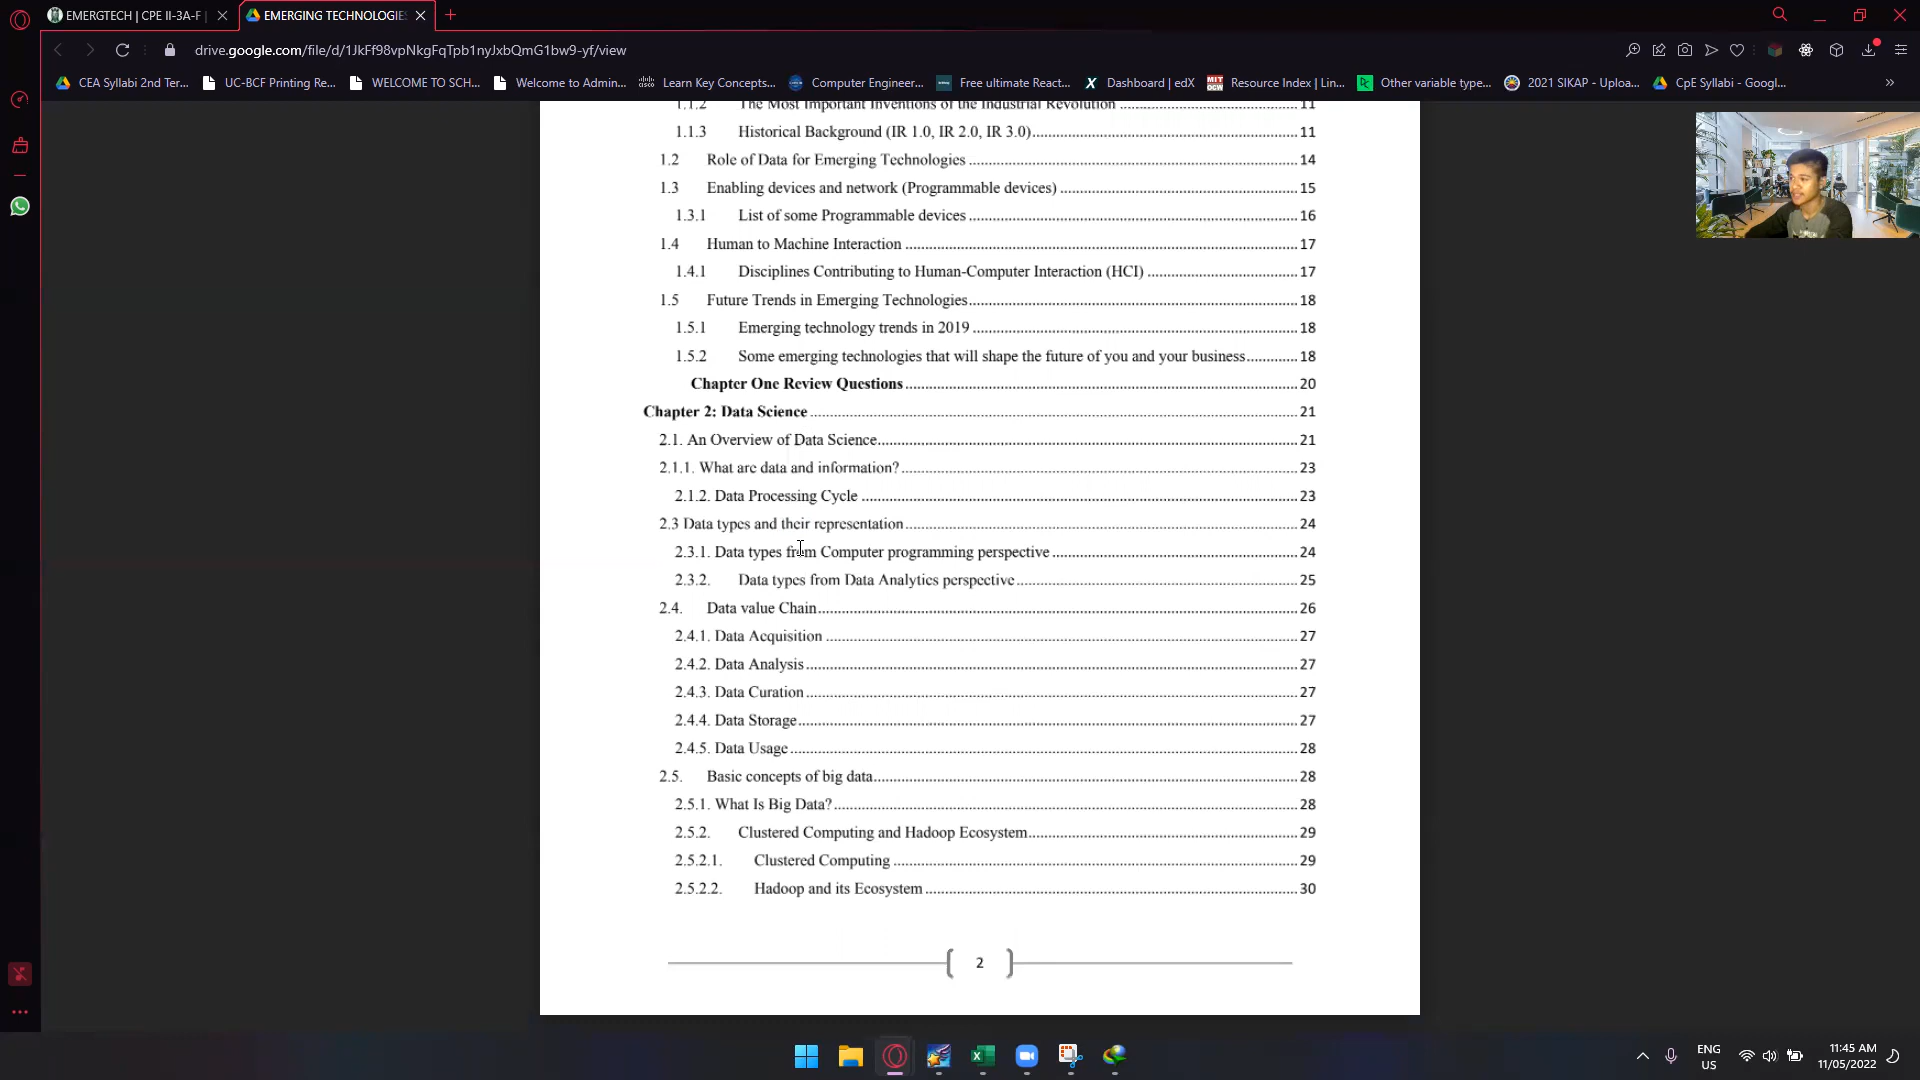 EMERGTECH | CPE II-3A-F |
EMERGING TECHNOLOGIE
drive.google.com/file/d/1JkFf98vpNkgFqTpb1nyJxbQmG1bw9-yf/view
CEA Syllabi 2nd Ter...
UC-BCF Printing Re...
WELCOME TO SCH...
Welcome to Admin...
Learn Key Concepts...
Computer Engineer...
Free ultimate React...
Dashboard | edX
Resource Index | Lin...
Other variable type...
2021 SIKAP - Uploa...
CpE Syllabi - Googl...
1.1.2 The Most Important Inventions of the Industrial Revolution 11
1.1.3 Historical Background (IR 1.0, IR 2.0, IR 3.0) 11
1.2 Role of Data for Emerging Technologies 14
1.3 Enabling devices and network (Programmable devices) 15
1.3.1 List of some Programmable devices 16
1.4 Human to Machine Interaction 17
1.4.1 Disciplines Contributing to Human-Computer Interaction (HCI) 17
1.5 Future Trends in Emerging Technologies 18
1.5.1 Emerging technology trends in 2019 18
1.5.2 Some emerging technologies that will shape the future of you and your business 18
Chapter One Review Questions 20
Chapter 2: Data Science 21
2.1. An Overview of Data Science 21
2.1.1. What are data and information? 23
2.1.2. Data Processing Cycle 23
2.3 Data types and their representation 24
2.3.1. Data types from Computer programming perspective 24
2.3.2. Data types from Data Analytics perspective 25
2.4. Data value Chain 26
2.4.1. Data Acquisition 27
2.4.2. Data Analysis 27
2.4.3. Data Curation 27
2.4.4. Data Storage 27
2.4.5. Data Usage 28
2.5. Basic concepts of big data 28
2.5.1. What Is Big Data? 28
2.5.2. Clustered Computing and Hadoop Ecosystem 29
2.5.2.1. Clustered Computing 29
2.5.2.2. Hadoop and its Ecosystem 30
2
ENG
US
11:45 AM
11/05/2022